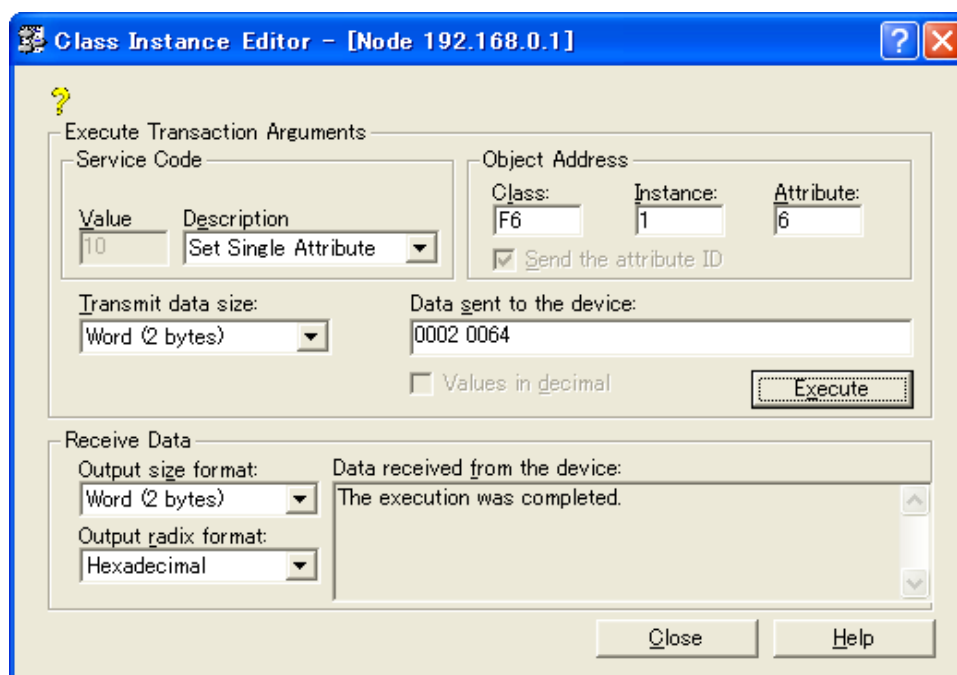 Class Instance Editor - [Node 192.168.0.1]
Execute Transaction Arguments
Service Code
Value Description
10 Set Single Attribute
Object Address
Class: Instance: Attribute:
F6 1 6
Send the attribute ID
Transmit data size:
Word (2 bytes)
Data sent to the device:
0002 0064
Values in decimal
Execute
Receive Data
Output size format:
Word (2 bytes)
Output radix format:
Hexadecimal
Data received from the device:
The execution was completed.
Close Help